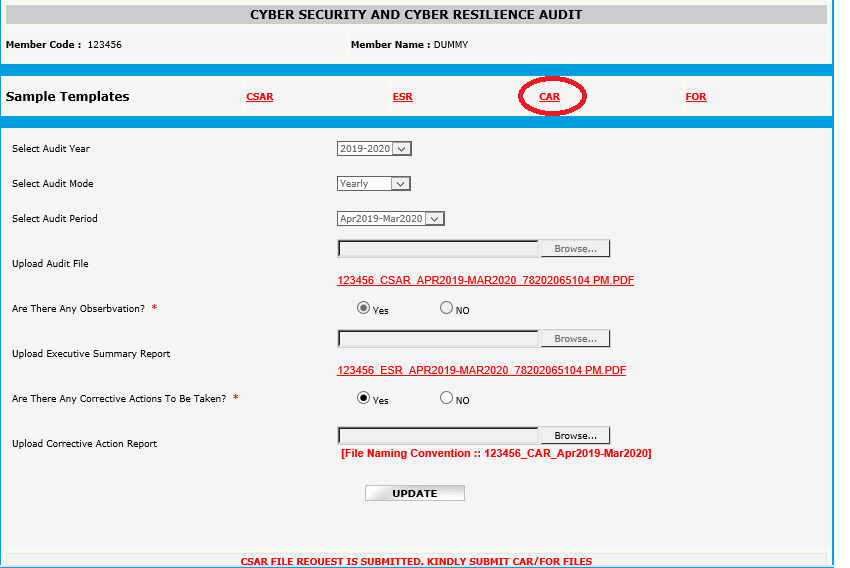 CYBER SECURITY AND CYBER RESILIENCE AUDIT
Member Code : 123456 Member Name : DUMMY
Sample Templates CSAR ESR CAR FOR
Select Audit Year 2019-2020
Select Audit Mode Yearly
Select Audit Period Apr2019-Mar2020
Browse...
Upload Audit File
123456_CSAR_APR2019-MAR2020_78202065104 PM.PDF
Are There Any Obserbvation? * Yes NO
Browse...
Upload Executive Summary Report
123456_ESR_APR2019-MAR2020_78202065104 PM.PDF
Are There Any Corrective Actions To Be Taken? * Yes NO
Browse...
Upload Corrective Action Report
[File Naming Convention :: 123456_CAR_Apr2019-Mar2020]
UPDATE
CSAR FILE REQUEST IS SUBMITTED. KINDLY SUBMIT CAR/FOR FILES